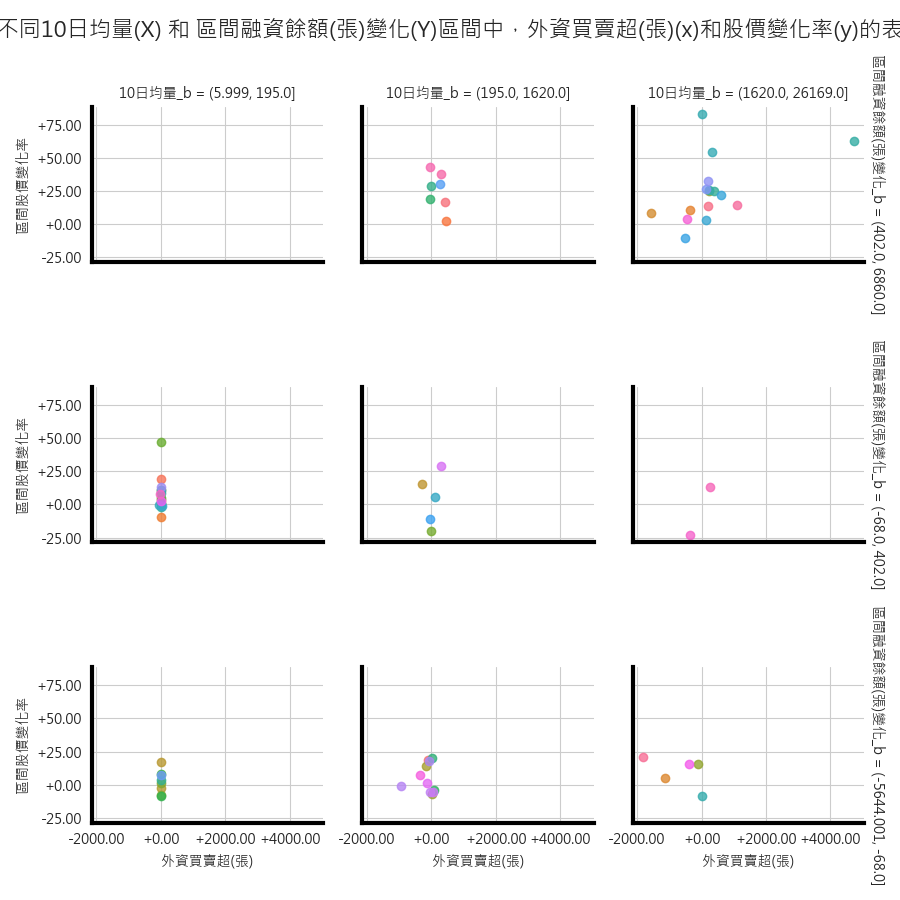 不同10日均量(X) 和 區間融資餘額(張)變化(Y)區間中，外資買賣超(張)(x)和股價變化率(y)的表
10日均量_b = (5.999, 195.0]
10日均量_b = (195.0, 1620.0]
10日均量_b = (1620.0, 26169.0]
區間融資餘額(張)變化_b = (402.0, 6860.0]
區間股價變化率
+75.00
+50.00
+25.00
+0.00
-25.00
區間融資餘額(張)變化_b = (-68.0, 402.0]
區間股價變化率
+75.00
+50.00
+25.00
+0.00
-25.00
區間融資餘額(張)變化_b = (-5644.001, -68.0]
區間股價變化率
+75.00
+50.00
+25.00
+0.00
-25.00
-2000.00 +0.00 +2000.00 +4000.00
外資買賣超(張)
-2000.00 +0.00 +2000.00 +4000.00
外資買賣超(張)
-2000.00 +0.00 +2000.00 +4000.00
外資買賣超(張)